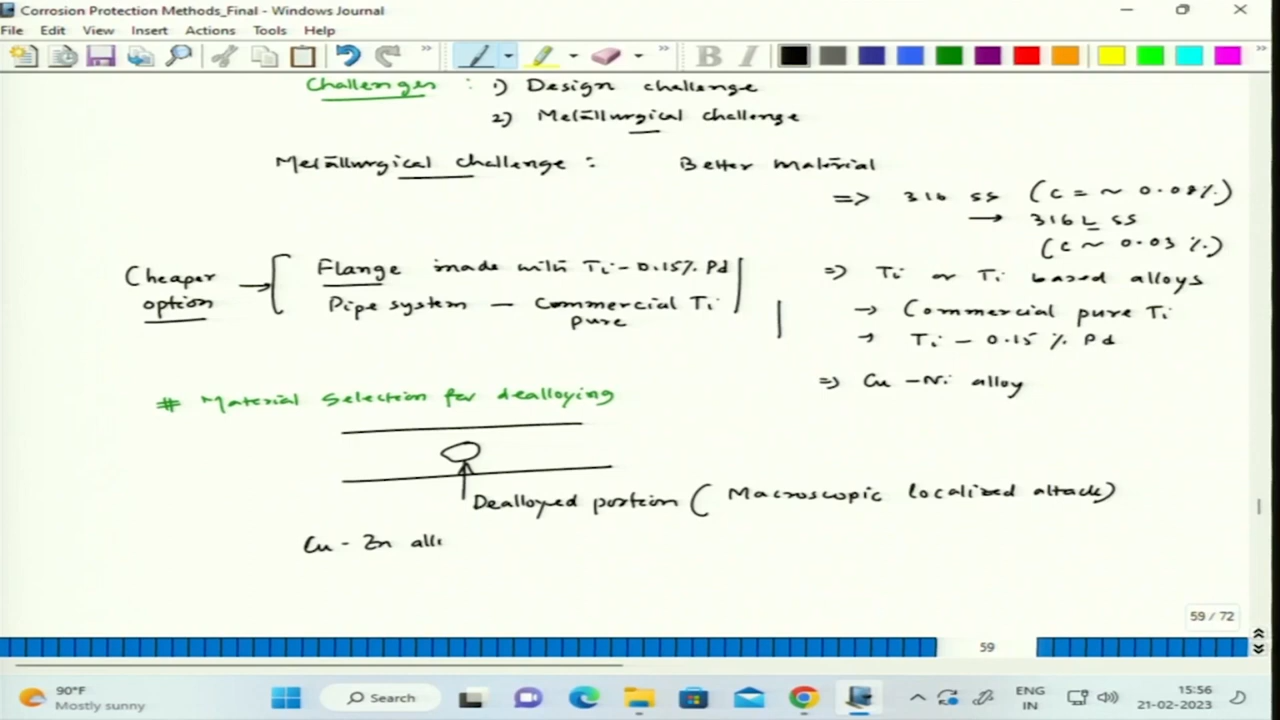 Corrosion Protection Methods_Final - Windows Journal
File Edit View Insert Actions Tools Help
Challenges : 1) Design challenge
2) Metallurgical challenge
Metallurgical challenge : Better material
=> 316 SS (C = ~ 0.08%)
→ 316L SS
(C ~ 0.03 %)
Cheaper option → Flange made with Ti-0.15% Pd
Pipe system – Commercial Ti
pure
=> Ti or Ti based alloys
→ Commercial pure Ti
→ Ti – 0.15 % Pd
=> Cu – Ni alloy
# Material Selection for dealloying
Dealloyed portion (Macroscopic localized attack)
Cu - Zn all
59 / 72
59
90°F
Mostly sunny
Search
ENG
IN
15:56
21-02-2023